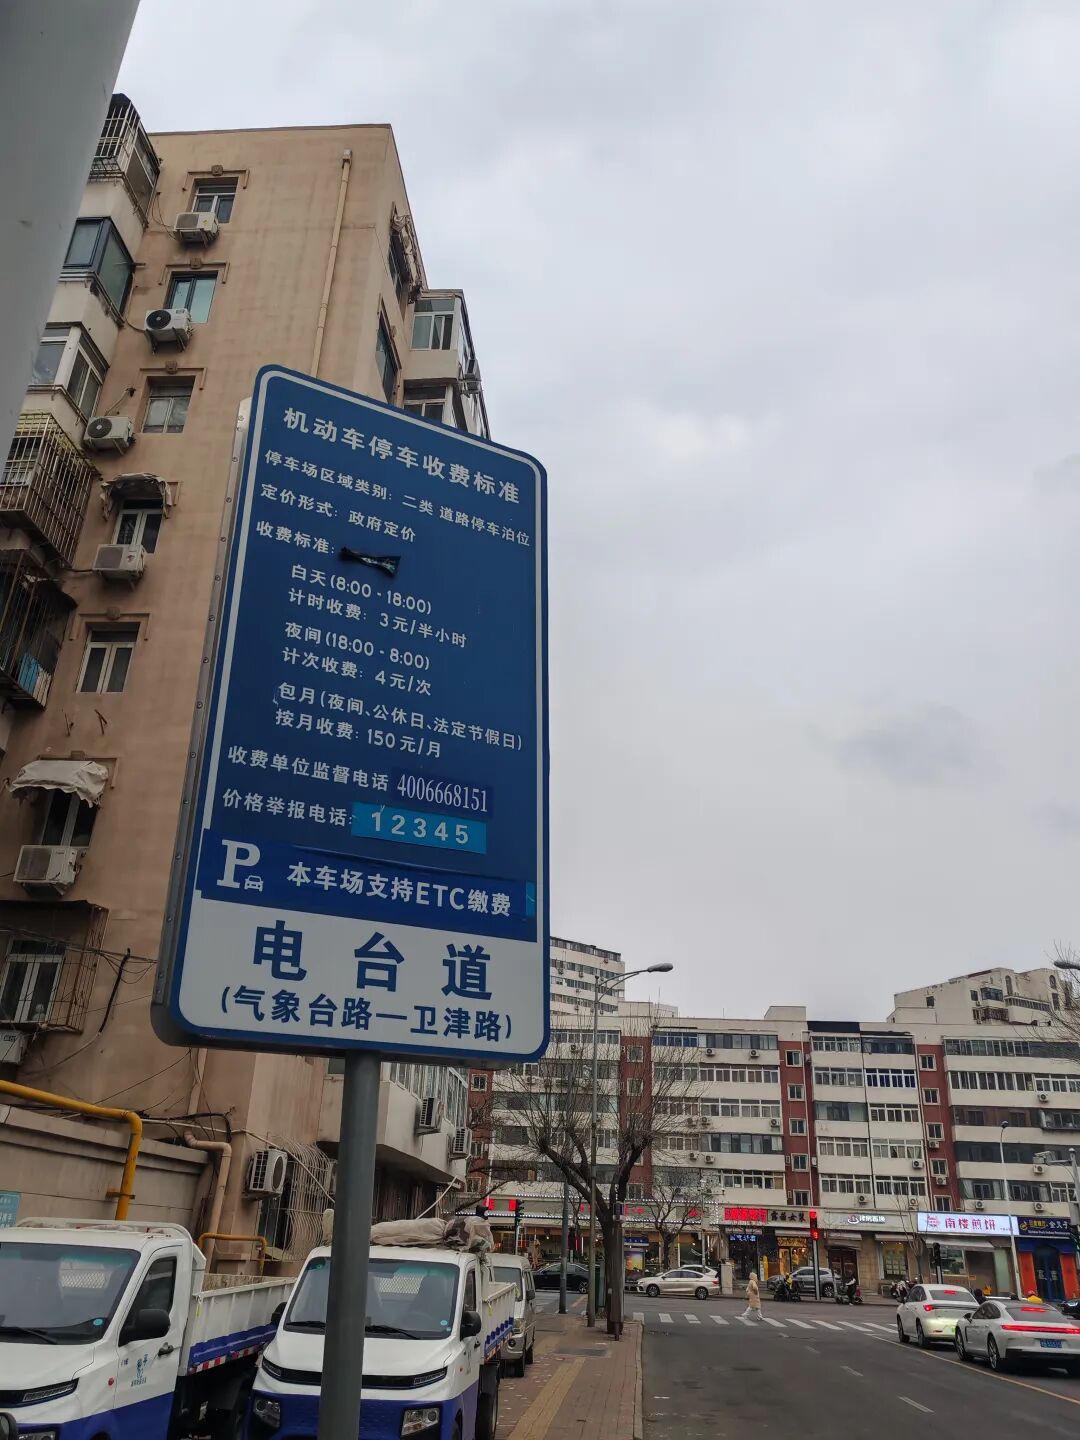 机动车停车收费标准
停车场区域类别: 二类 道路停车泊位
定价形式: 政府定价
收费标准:
白天(8:00 - 18:00)
计时收费: 3元/半小时
夜间(18:00 - 8:00)
计次收费: 4元/次
包月(夜间、公休日、法定节假日)
按月收费: 150元/月
收费单位监督电话 4006668151
价格举报电话: 12345
P 本车场支持ETC缴费
电台道
(气象台路—卫津路)
南楼煎饼